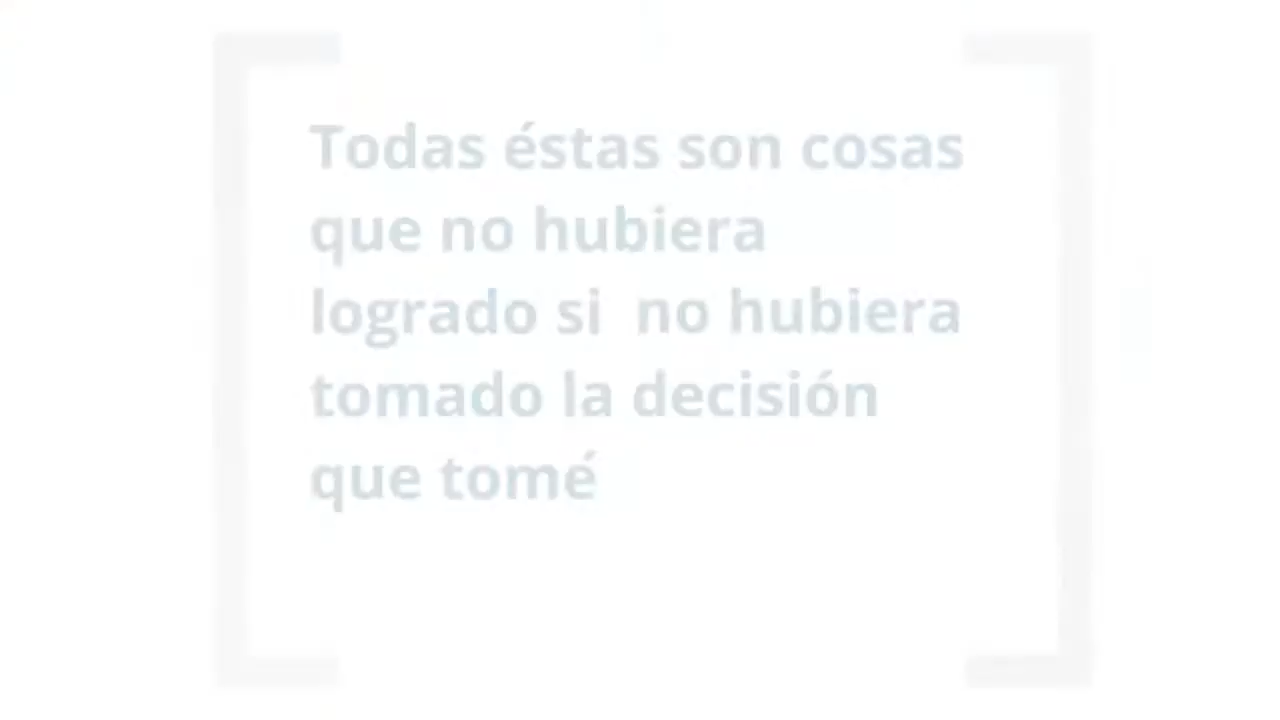 Todas éstas son cosas
que no hubiera
logrado si  no hubiera
tomado la decisión
que tomé